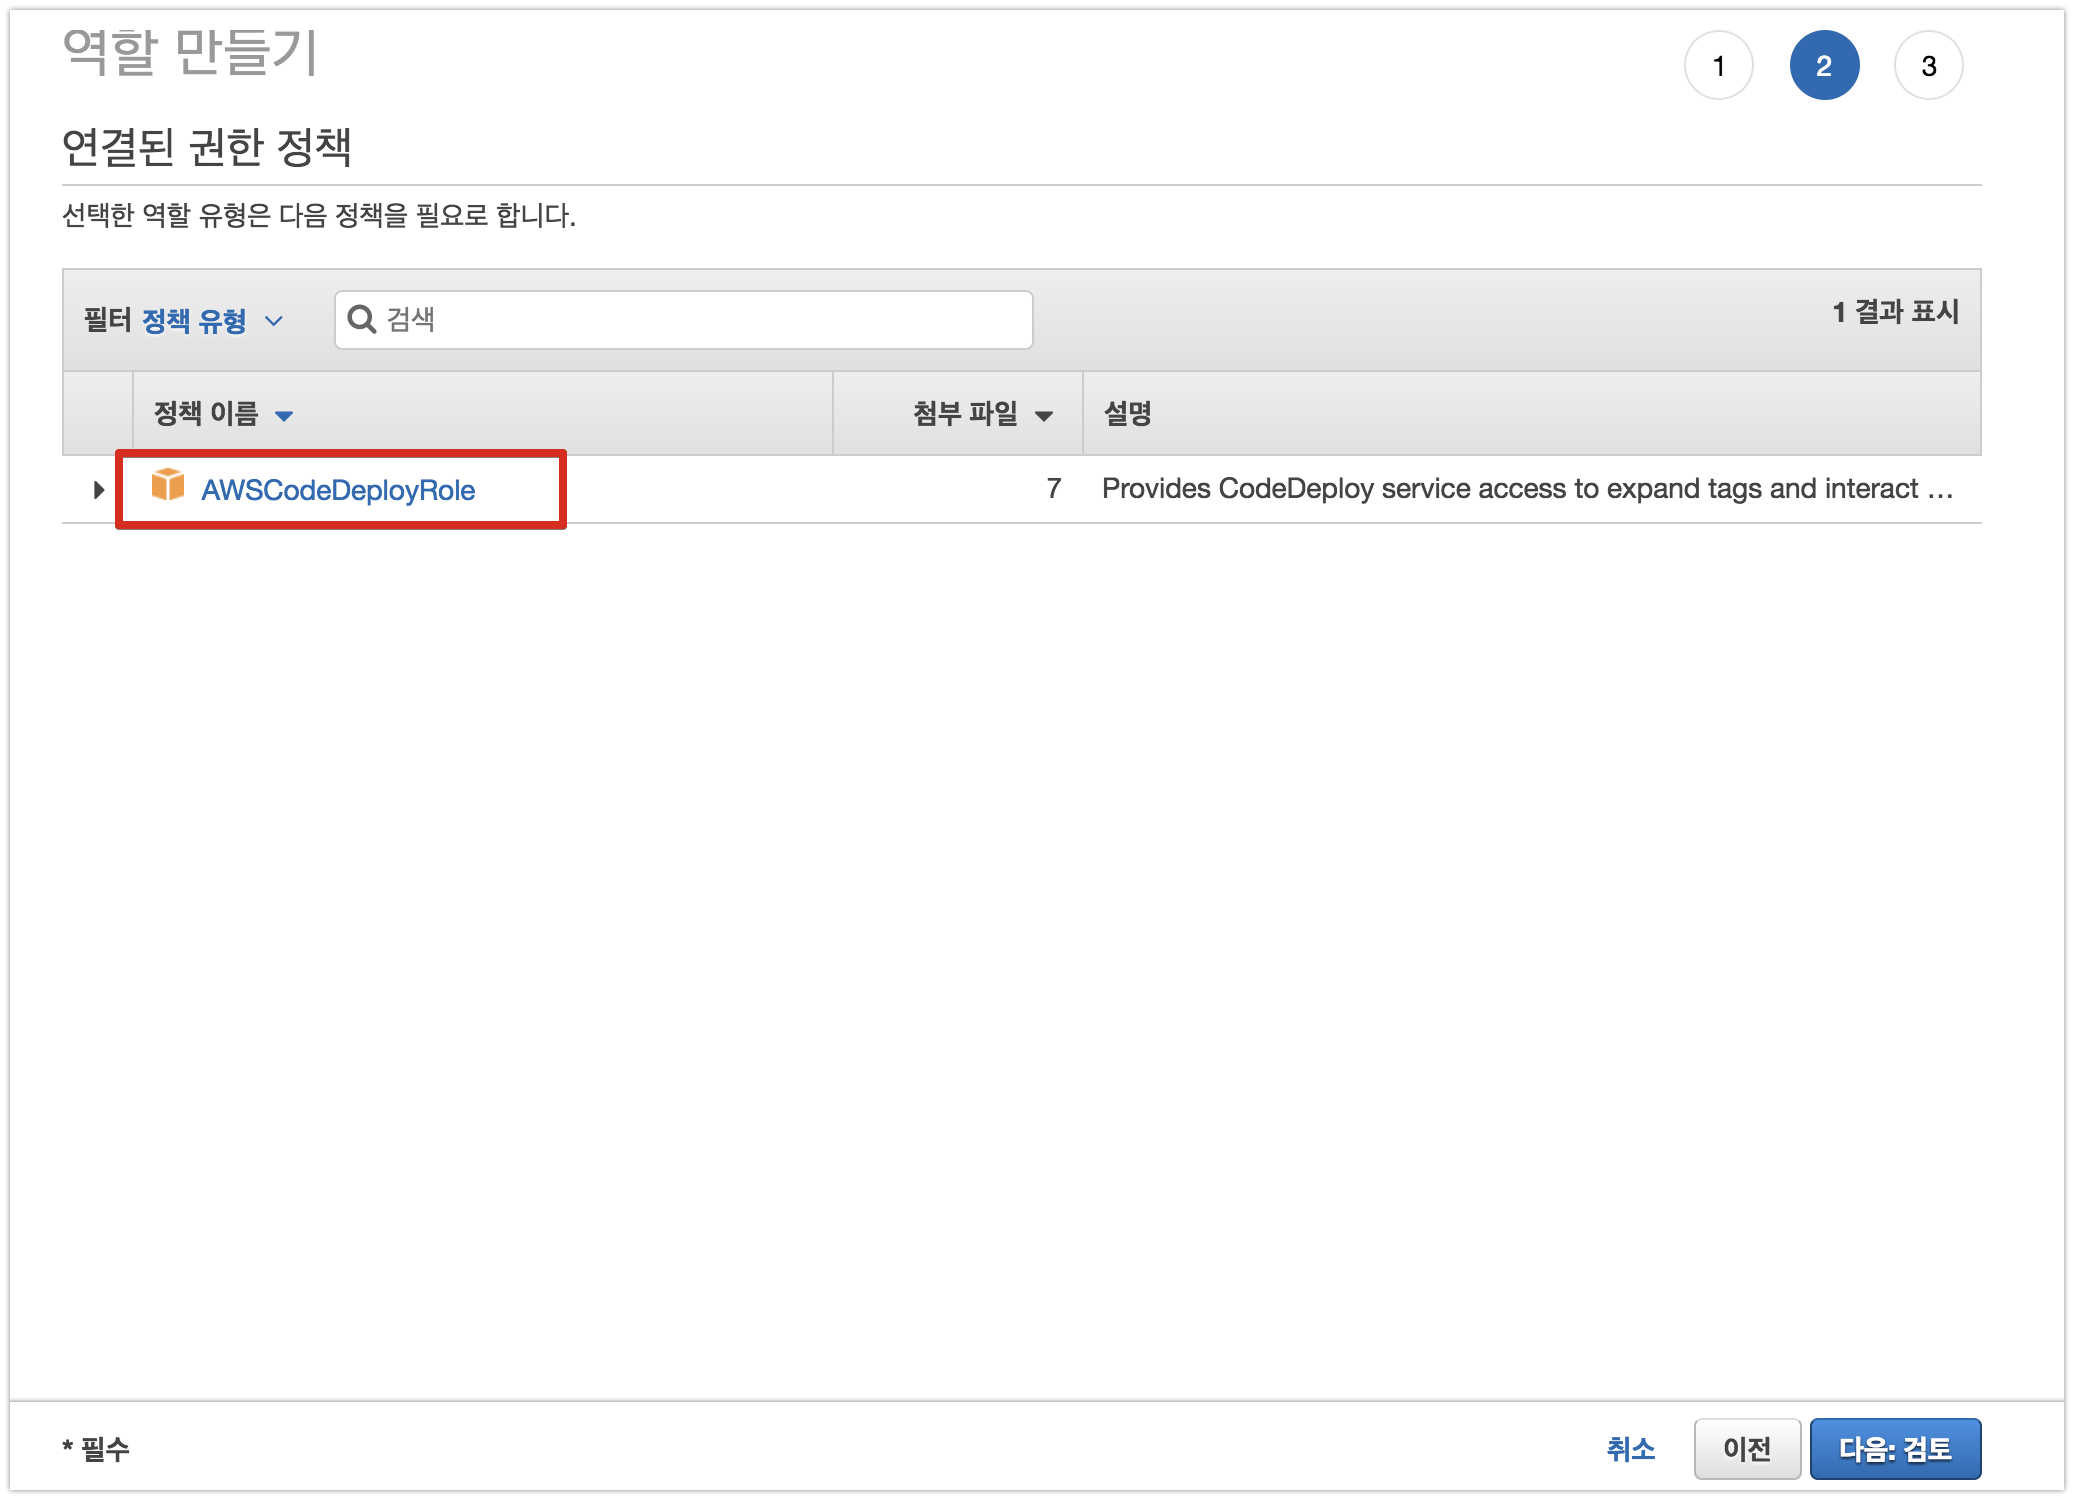 역할 만들기
1 2 3
연결된 권한 정책
선택한 역할 유형은 다음 정책을 필요로 합니다.
필터 정책 유형 검색 1 결과 표시
정책 이름 첨부 파일 설명
AWSCodeDeployRole 7 Provides CodeDeploy service access to expand tags and interact ...
* 필수 취소 이전 다음: 검토